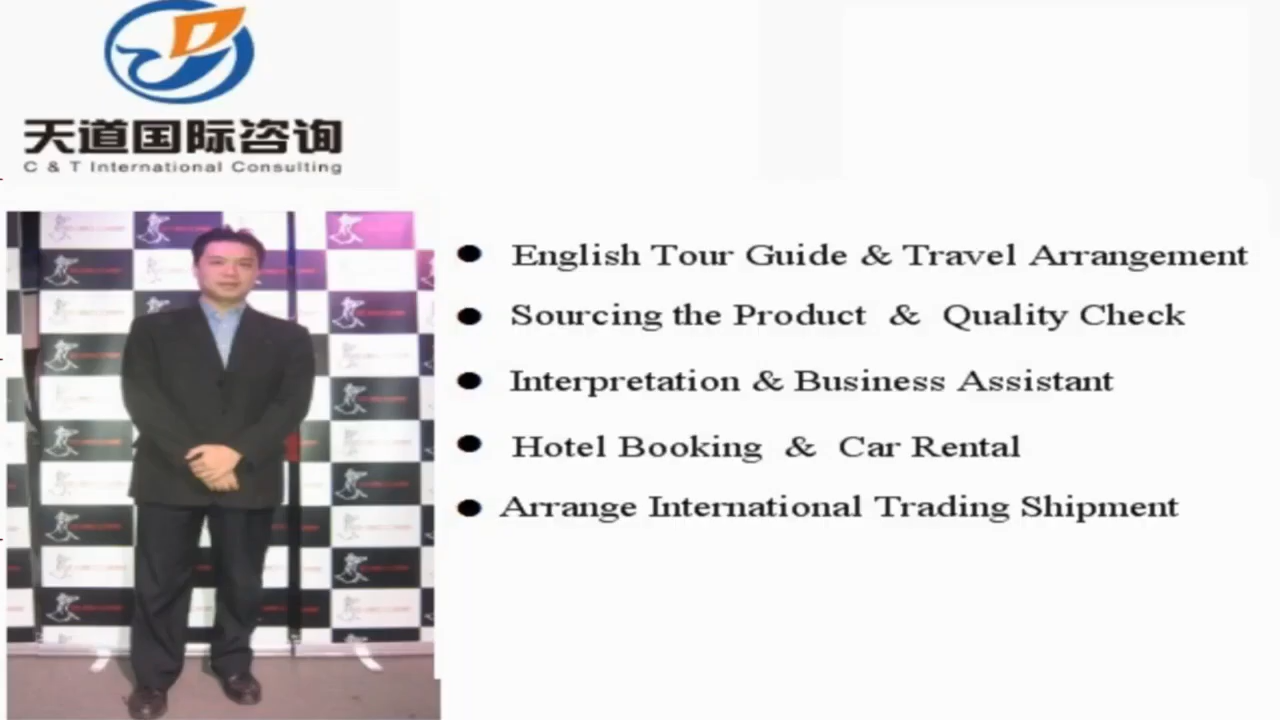 天道国际咨询
C & T International Consulting
● English Tour Guide & Travel Arrangement
● Sourcing the Product & Quality Check
● Interpretation & Business Assistant
● Hotel Booking & Car Rental
● Arrange International Trading Shipment